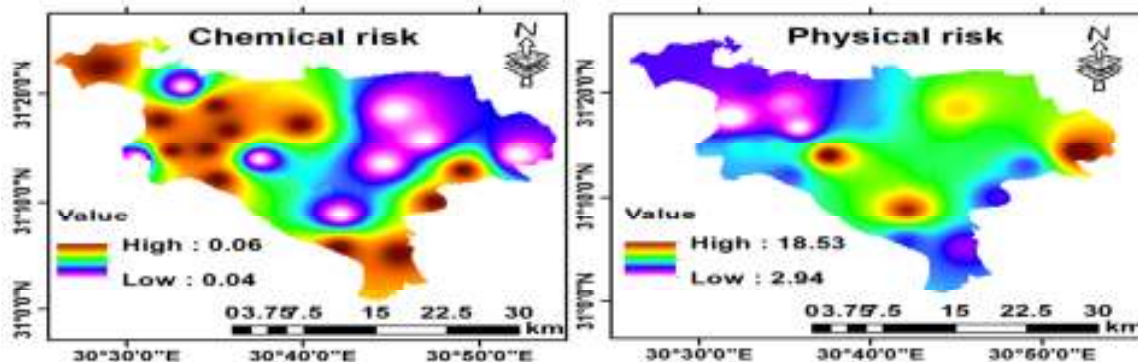 Chemical risk
N
31°20'0"N
31°10'0"N
31°0'0"N
Value
High : 0.06
Low : 0.04
03.757.5 15 22.5 30
km
30°30'0"E 30°40'0"E 30°50'0"E
Physical risk
N
31°20'0"N
31°10'0"N
31°0'0"N
Value
High : 18.53
Low : 2.94
03.757.5 15 22.5 30
km
30°30'0"E 30°40'0"E 30°50'0"E